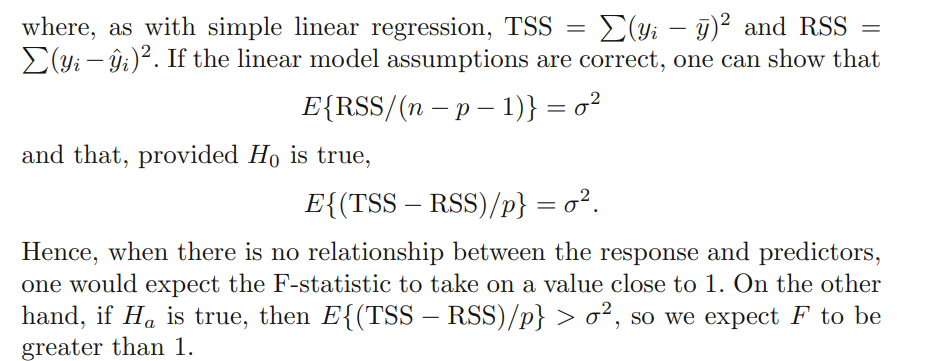 where, as with simple linear regression, TSS = ∑(yᵢ − ȳ)² and RSS =
∑(yᵢ − ŷᵢ)². If the linear model assumptions are correct, one can show that
E{RSS/(n − p − 1)} = σ²
and that, provided H₀ is true,
E{(TSS − RSS)/p} = σ².
Hence, when there is no relationship between the response and predictors,
one would expect the F-statistic to take on a value close to 1. On the other
hand, if Hₐ is true, then E{(TSS − RSS)/p} > σ², so we expect F to be
greater than 1.